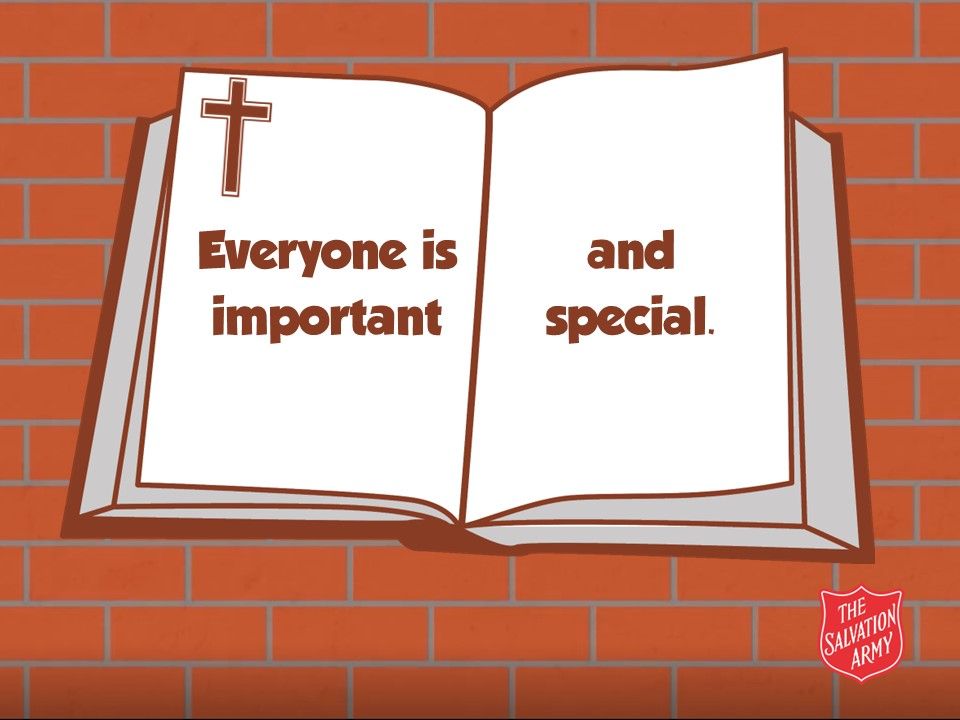 Everyone is
important
and
special.
THE
SALVATION
ARMY